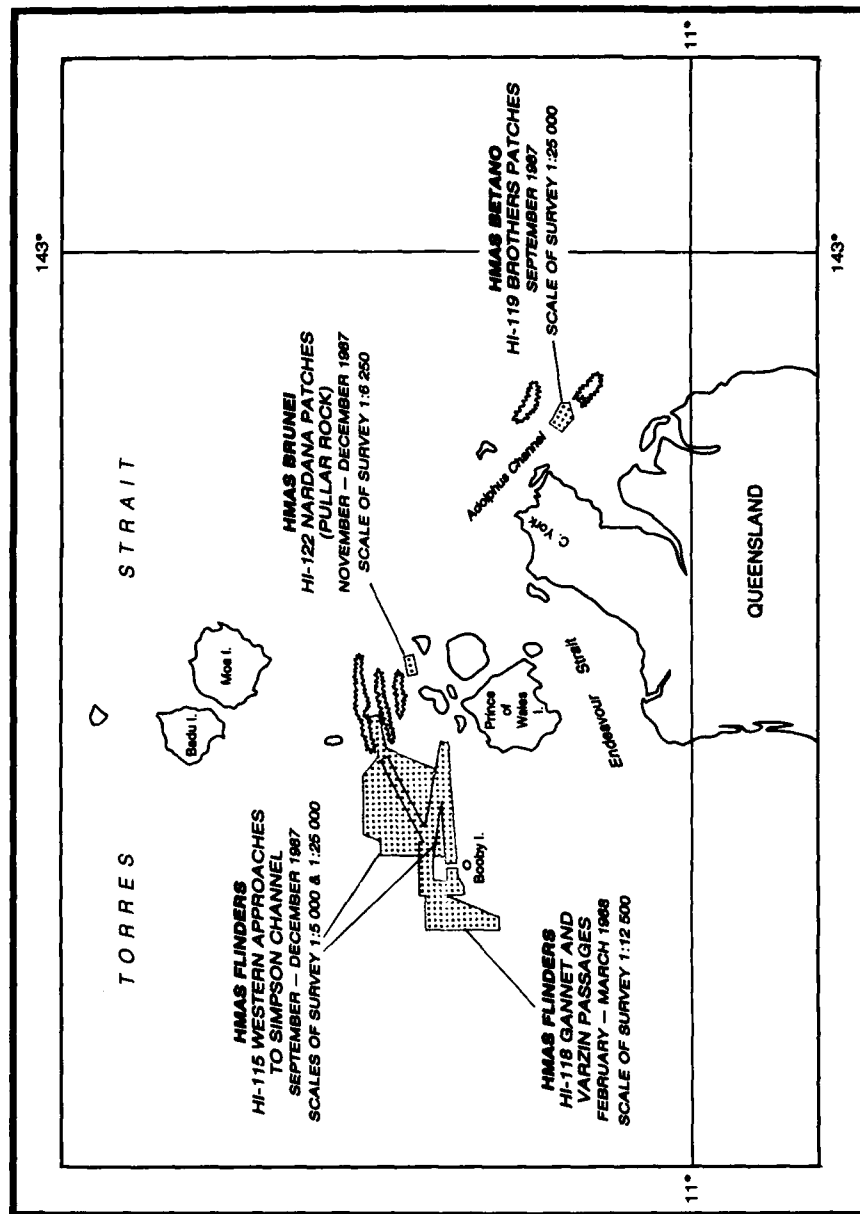 143°
TORRES STRAIT
Badu I.
Moa I.
HMAS FLINDERS
HI-115 WESTERN APPROACHES
TO SIMPSON CHANNEL
SEPTEMBER – DECEMBER 1987
SCALES OF SURVEY 1:5 000 & 1:25 000
HMAS BRUNEI
HI-122 NARDANA PATCHES
(PULLAR ROCK)
NOVEMBER – DECEMBER 1987
SCALE OF SURVEY 1:6 250
HMAS BETANO
HI-119 BROTHERS PATCHES
SEPTEMBER 1987
SCALE OF SURVEY 1:25 000
Booby I.
Prince
of
Wales
I.
Adolphus Channel
C. York
Endeavour Strait
HMAS FLINDERS
HI-118 GANNET AND
VARZIN PASSAGES
FEBRUARY – MARCH 1988
SCALE OF SURVEY 1:12 500
11°
11°
QUEENSLAND
143°